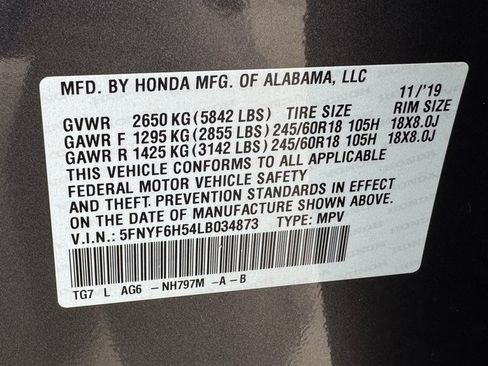 MFD. BY HONDA MFG. OF ALABAMA, LLC 11/'19
GVWR 2650 KG (5842 LBS) TIRE SIZE RIM SIZE
GAWR F 1295 KG (2855 LBS) 245/60R18 105H 18X8.0J
GAWR R 1425 KG (3142 LBS) 245/60R18 105H 18X8.0J
THIS VEHICLE CONFORMS TO ALL APPLICABLE
FEDERAL MOTOR VEHICLE SAFETY
AND THEFT PREVENTION STANDARDS IN EFFECT
ON THE DATE OF MANUFACTURE SHOWN ABOVE.
V.I.N.: 5FNYF6H54LB034873 TYPE: MPV
TG7 L AG6 -NH797M -A-B